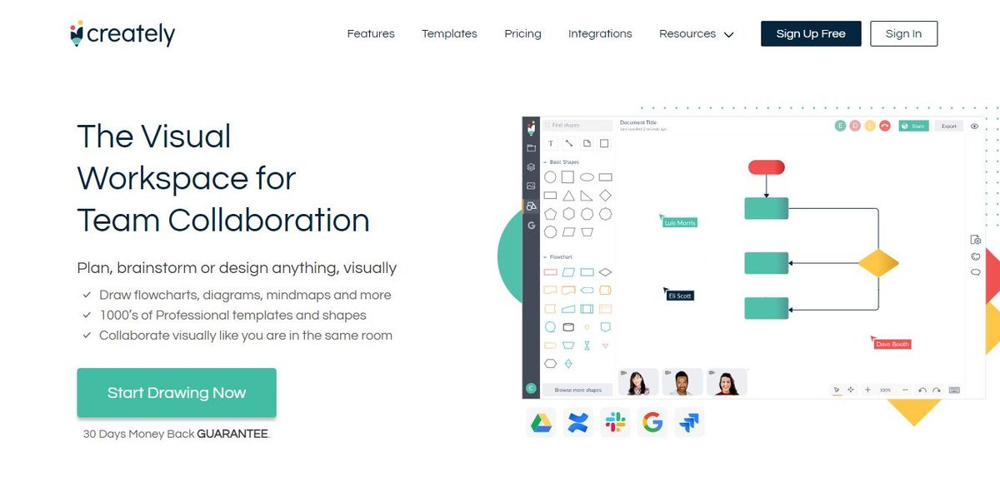 creately
Features
Templates
Pricing
Integrations
Resources
Sign Up Free
Sign In
The Visual
Workspace for
Team Collaboration
Plan, brainstorm or design anything, visually
Draw flowcharts, diagrams, mindmaps and more
1000's of Professional templates and shapes
Collaborate visually like you are in the same room
Start Drawing Now
30 Days Money Back GUARANTEE.
Find shapes
Document Title
Last updated 2 seconds ago
E
D
L
Share
Export
T
Basic Shapes
G
Luis Morris
Flowchart
Eli Scott
Dave Booth
C
Browse more shapes
100%